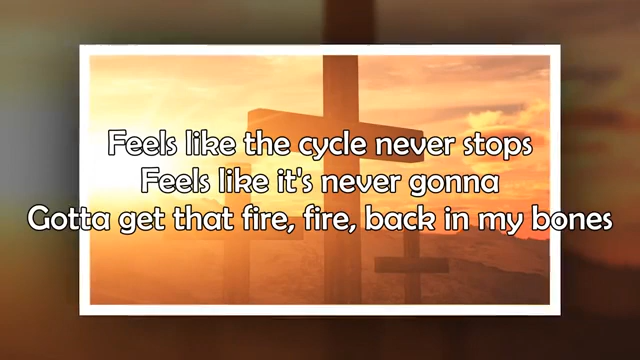 Feels like the cycle never stops
Feels like it's never gonna
Gotta get that fire, fire, back in my bones